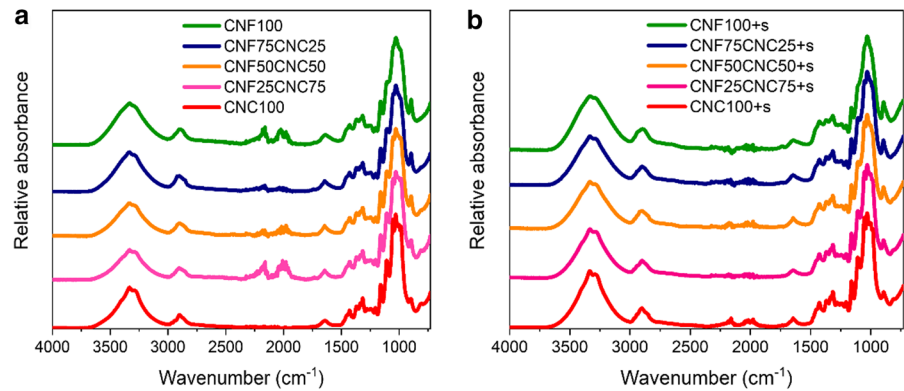 a
CNF100
CNF75CNC25
CNF50CNC50
CNF25CNC75
CNC100
Relative absorbance
4000 3500 3000 2500 2000 1500 1000
Wavenumber (cm⁻¹)
b
CNF100+s
CNF75CNC25+s
CNF50CNC50+s
CNF25CNC75+s
CNC100+s
Relative absorbance
4000 3500 3000 2500 2000 1500 1000
Wavenumber (cm⁻¹)